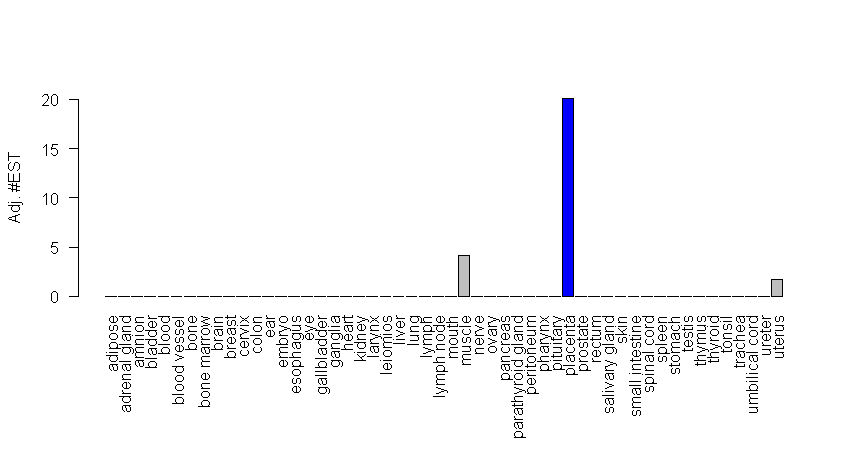 Adj. #EST
20
15
10
5
0
adipose
adrenal gland
amnion
bladder
blood
blood vessel
bone
bone marrow
brain
breast
cervix
colon
ear
embryo
esophagus
eye
gallbladder
ganglia
heart
kidney
larynx
leiomios
liver
lung
lymph
lymph node
mouth
muscle
nerve
ovary
pancreas
parathyroid gland
peritoneum
pharynx
pituitary
placenta
prostate
rectum
salivary gland
skin
small intestine
spinal cord
spleen
stomach
testis
thymus
thyroid
tonsil
trachea
umbilical cord
ureter
uterus